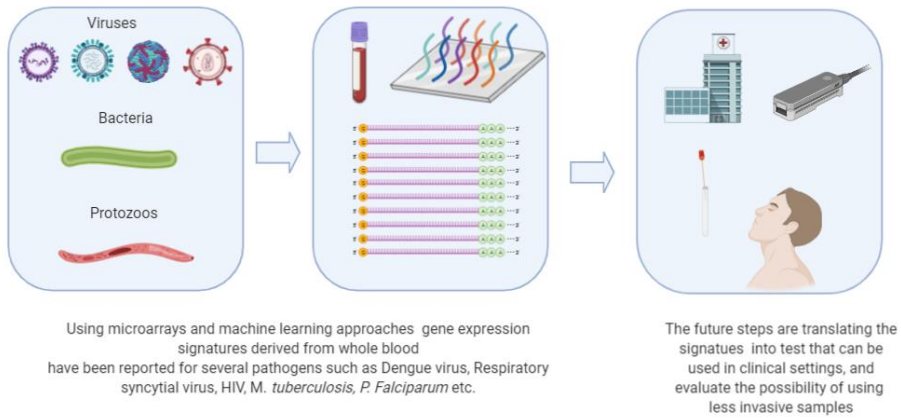 Viruses
Bacteria
Protozoos
Using microarrays and machine learning approaches gene expression
signatures derived from whole blood
have been reported for several pathogens such as Dengue virus, Respiratory
syncytial virus, HIV, M. tuberculosis, P. Falciparum etc.
The future steps are translating the
signatues into test that can be
used in clinical settings, and
evaluate the possibility of using
less invasive samples